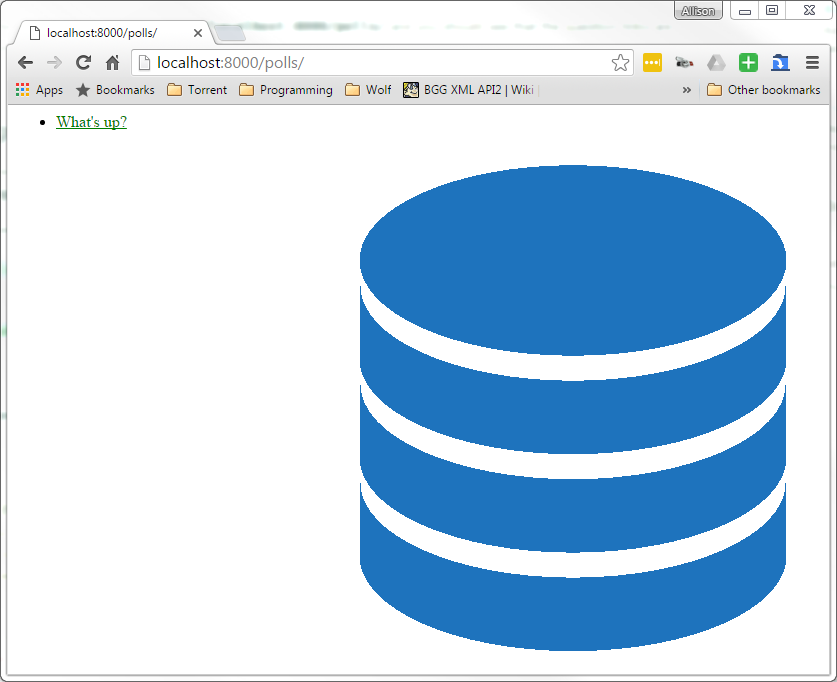 Allison
localhost:8000/polls/
localhost:8000/polls/
Apps Bookmarks Torrent Programming Wolf BGG XML API2 | Wiki » Other bookmarks
What's up?